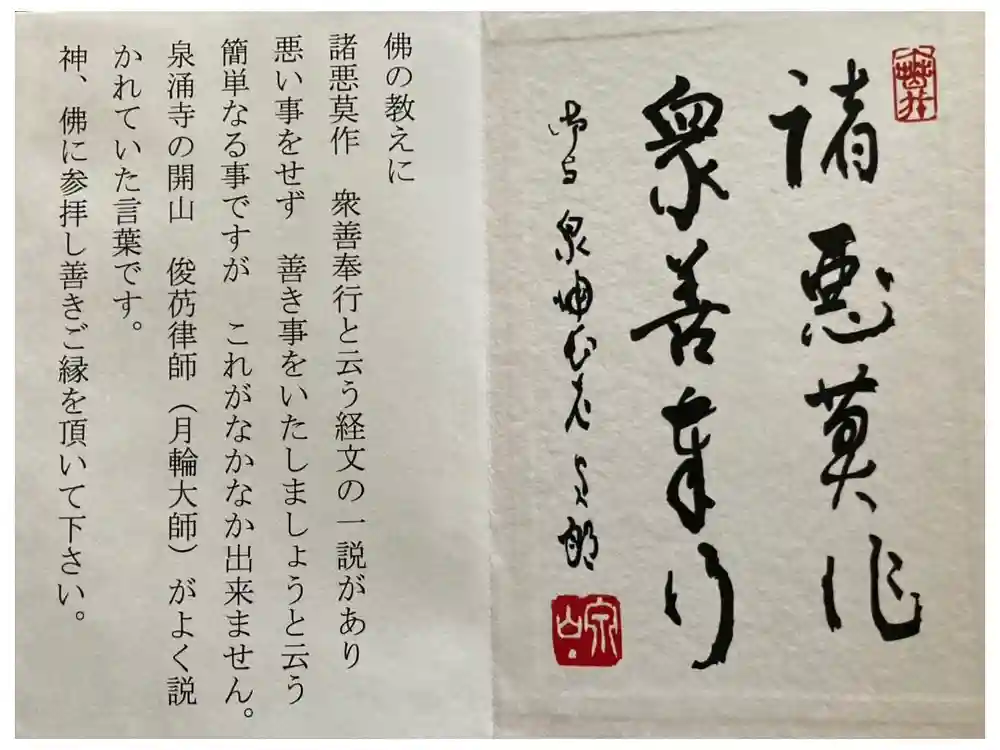 諸悪莫作
衆善奉行
佛の教えに
諸悪莫作　衆善奉行と云う経文の一説があり
悪い事をせず　善き事をいたしましょうと云う
簡単なる事ですが　これがなかなか出来ません。
泉涌寺の開山　俊芿律師（月輪大師）がよく説
かれていた言葉です。
神、佛に参拝し善きご縁を頂いて下さい。